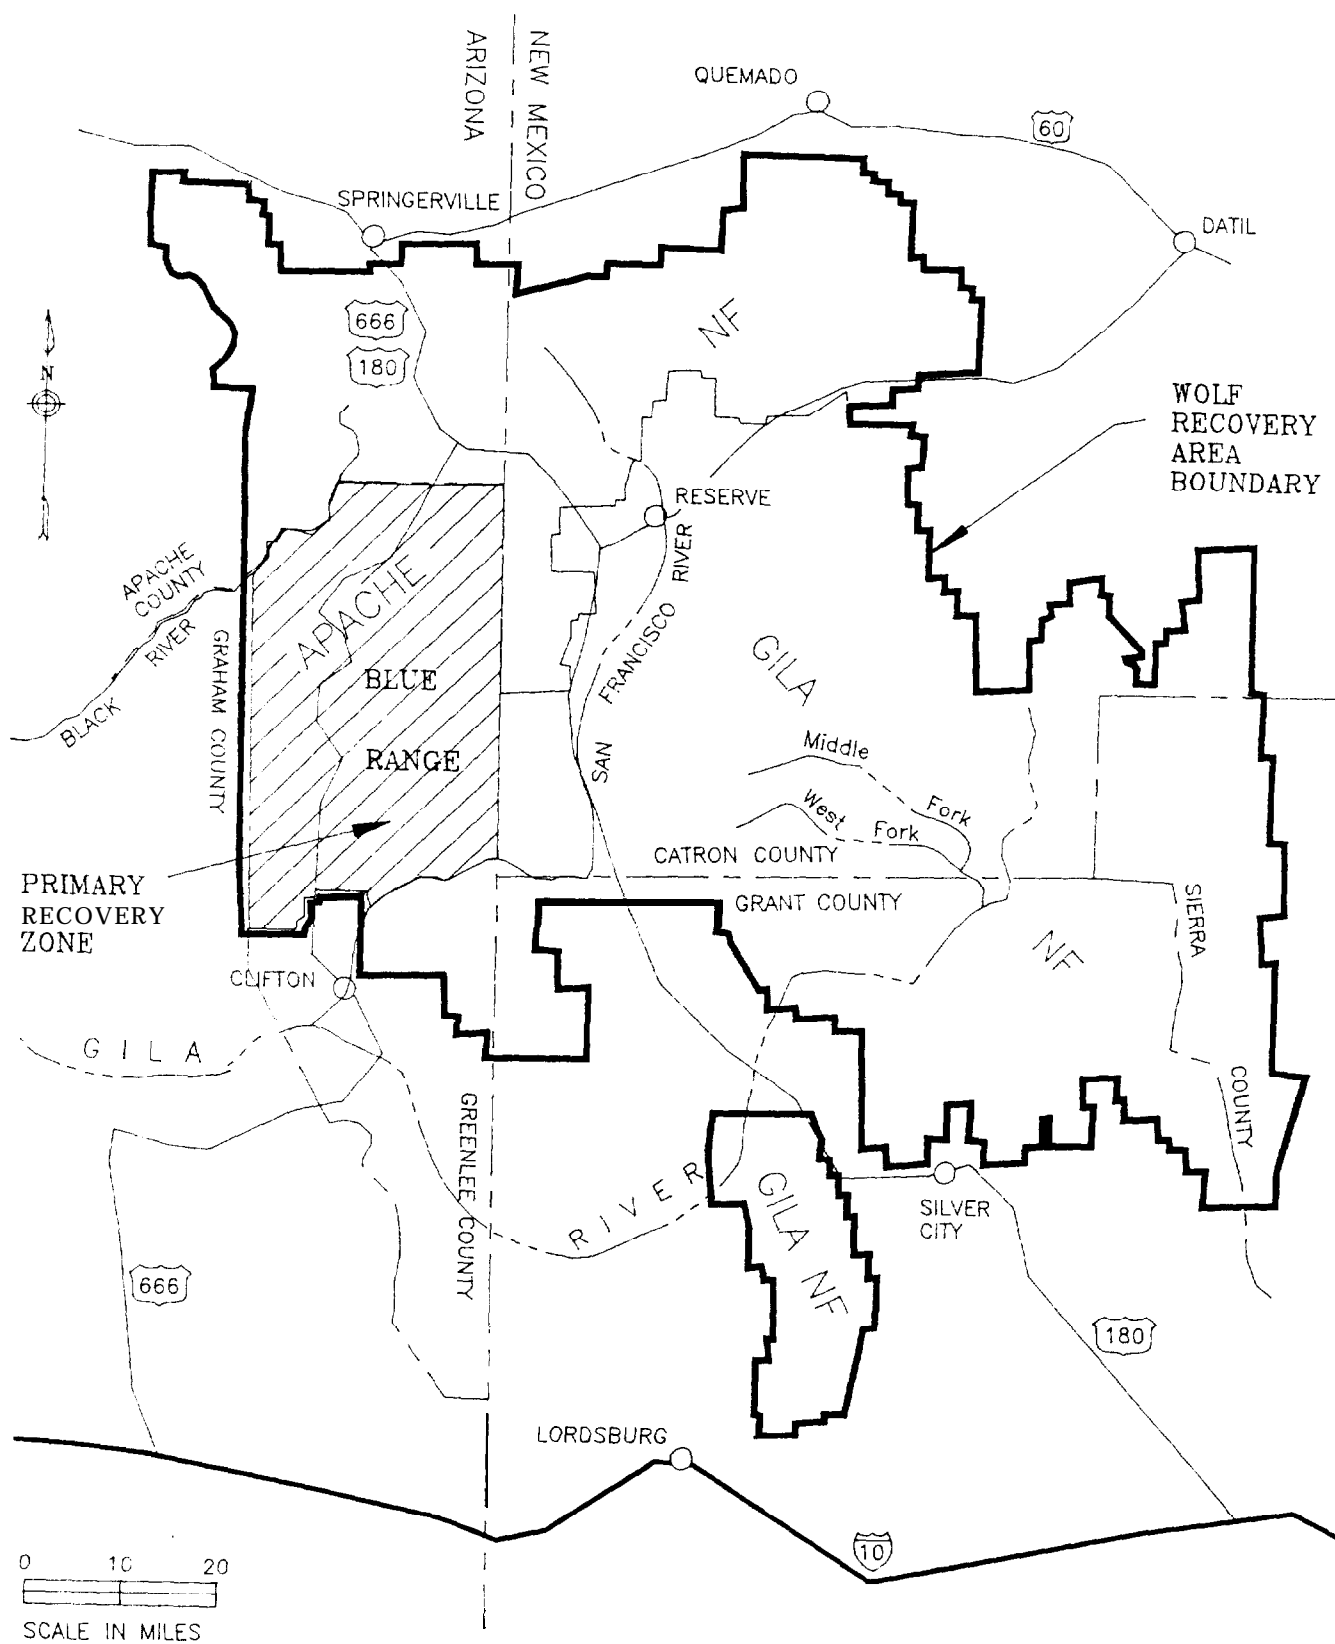 ARIZONA
NEW MEXICO
QUEMADO
60
SPRINGERVILLE
DATIL
666
180
NF
N
WOLF
RECOVERY
AREA
BOUNDARY
RESERVE
APACHE
COUNTY
BLACK RIVER
GRAHAM COUNTY
APACHE
BLUE
RANGE
SAN FRANCISCO RIVER
GILA
Middle Fork
West Fork
CATRON COUNTY
GRANT COUNTY
PRIMARY
RECOVERY
ZONE
NF
SIERRA COUNTY
CLIFTON
GILA RIVER
GREENLEE COUNTY
GILA NF
SILVER
CITY
666
180
LORDSBURG
10
0 10 20
SCALE IN MILES